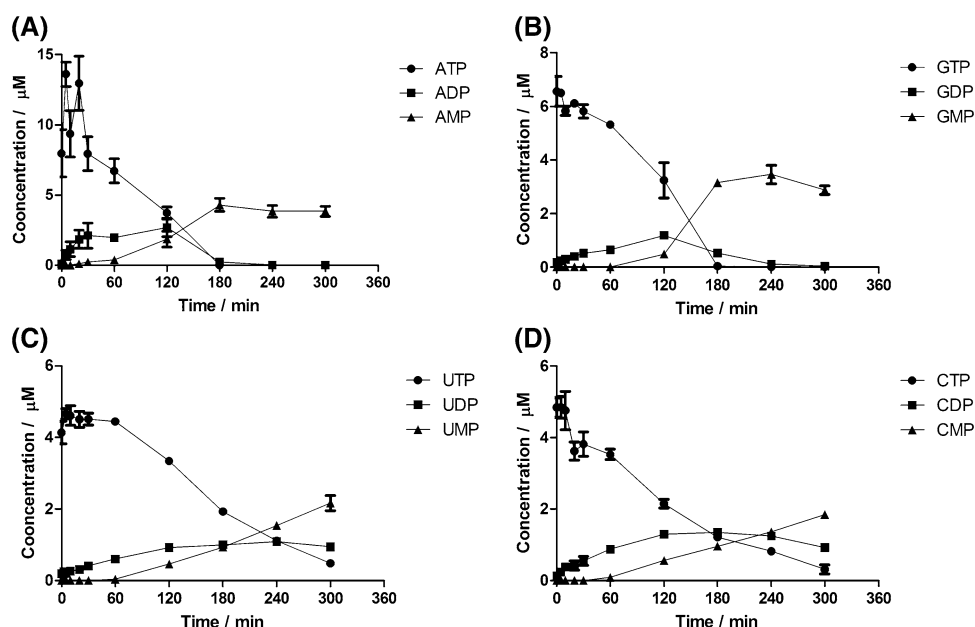 (A)
15
10
5
0
0 60 120 180 240 300 360
Time / min
Cooncentration / μM
ATP
ADP
AMP
(B)
8
6
4
2
0
0 60 120 180 240 300 360
Time / min
Cooncentration / μM
GTP
GDP
GMP
(C)
6
4
2
0
0 60 120 180 240 300 360
Time / min
Cooncentration / μM
UTP
UDP
UMP
(D)
6
4
2
0
0 60 120 180 240 300 360
Time / min
Cooncentration / μM
CTP
CDP
CMP